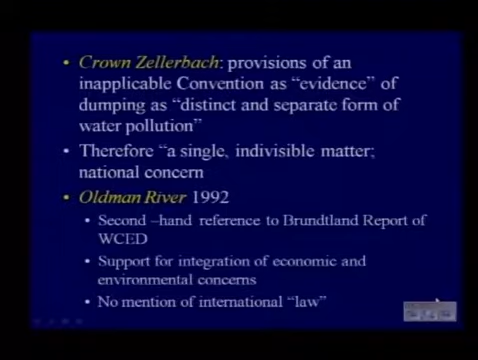 • Crown Zellerbach: provisions of an
inapplicable Convention as “evidence” of
dumping as “distinct and separate form of
water pollution”
• Therefore “a single, indivisible matter;
national concern
• Oldman River 1992
• Second –hand reference to Brundtland Report of
WCED
• Support for integration of economic and
environmental concerns
• No mention of international “law”